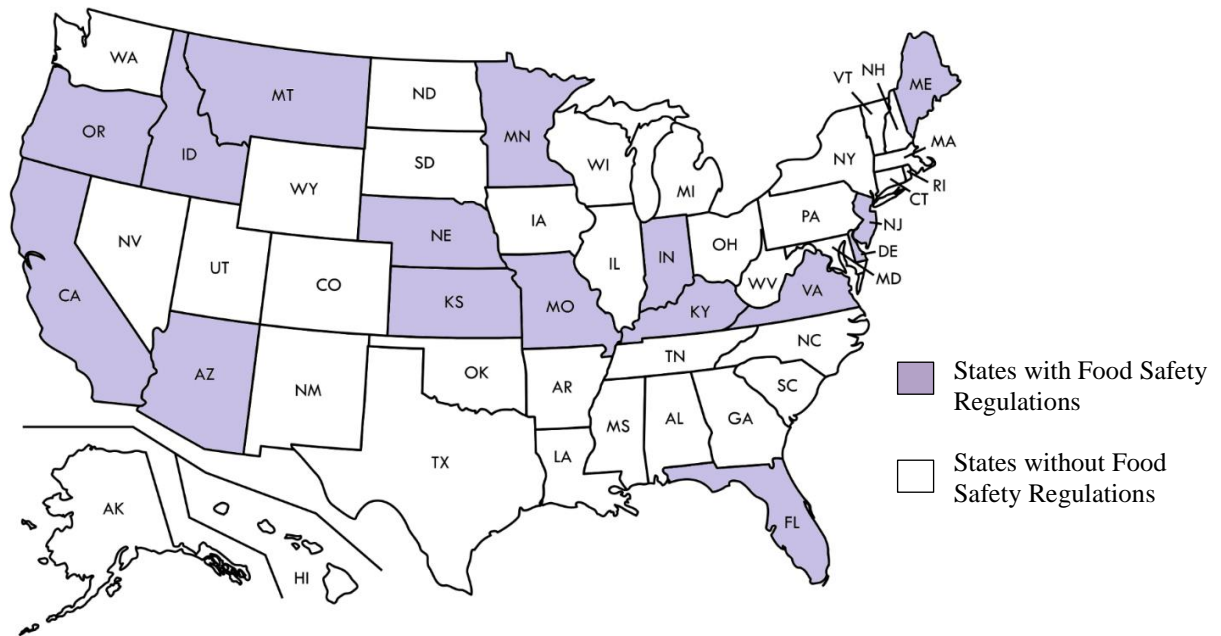 WA
MT
ND
MN
VT
NH
ME
OR
ID
SD
WI
MI
NY
MA
WY
RI
CT
IA
PA
NE
NJ
NV
OH
IN
IL
DE
UT
MD
WV
CO
CA
VA
KS
MO
KY
NC
TN
AZ
OK
NM
AR
SC
States with Food Safety
Regulations
MS
AL
GA
TX
LA
States without Food
Safety Regulations
AK
FL
HI